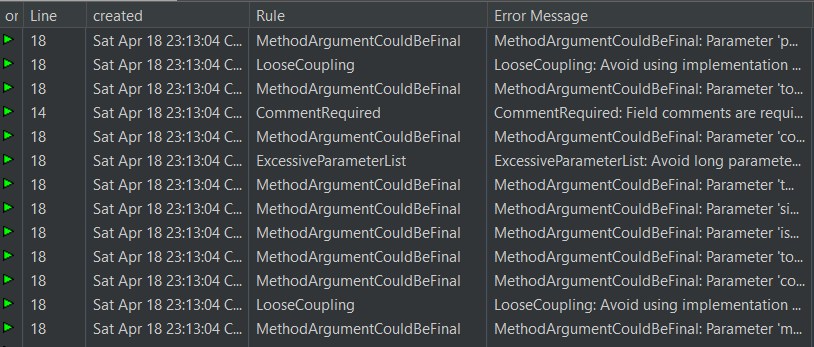 or Line created Rule Error Message
18 Sat Apr 18 23:13:04 C... MethodArgumentCouldBeFinal MethodArgumentCouldBeFinal: Parameter 'p...
18 Sat Apr 18 23:13:04 C... LooseCoupling LooseCoupling: Avoid using implementation ...
18 Sat Apr 18 23:13:04 C... MethodArgumentCouldBeFinal MethodArgumentCouldBeFinal: Parameter 'to...
14 Sat Apr 18 23:13:04 C... CommentRequired CommentRequired: Field comments are requi...
18 Sat Apr 18 23:13:04 C... MethodArgumentCouldBeFinal MethodArgumentCouldBeFinal: Parameter 'co...
18 Sat Apr 18 23:13:04 C... ExcessiveParameterList ExcessiveParameterList: Avoid long paramete...
18 Sat Apr 18 23:13:04 C... MethodArgumentCouldBeFinal MethodArgumentCouldBeFinal: Parameter 't...
18 Sat Apr 18 23:13:04 C... MethodArgumentCouldBeFinal MethodArgumentCouldBeFinal: Parameter 'si...
18 Sat Apr 18 23:13:04 C... MethodArgumentCouldBeFinal MethodArgumentCouldBeFinal: Parameter 'is...
18 Sat Apr 18 23:13:04 C... MethodArgumentCouldBeFinal MethodArgumentCouldBeFinal: Parameter 'to...
18 Sat Apr 18 23:13:04 C... MethodArgumentCouldBeFinal MethodArgumentCouldBeFinal: Parameter 'co...
18 Sat Apr 18 23:13:04 C... LooseCoupling LooseCoupling: Avoid using implementation ...
18 Sat Apr 18 23:13:04 C... MethodArgumentCouldBeFinal MethodArgumentCouldBeFinal: Parameter 'm...